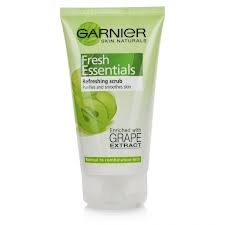 GARNIER
SKIN NATURALS
Fresh
Essentials
Refreshing scrub
Purifies and smoothes skin
Enriched with
GRAPE
EXTRACT
Normal to combination skin